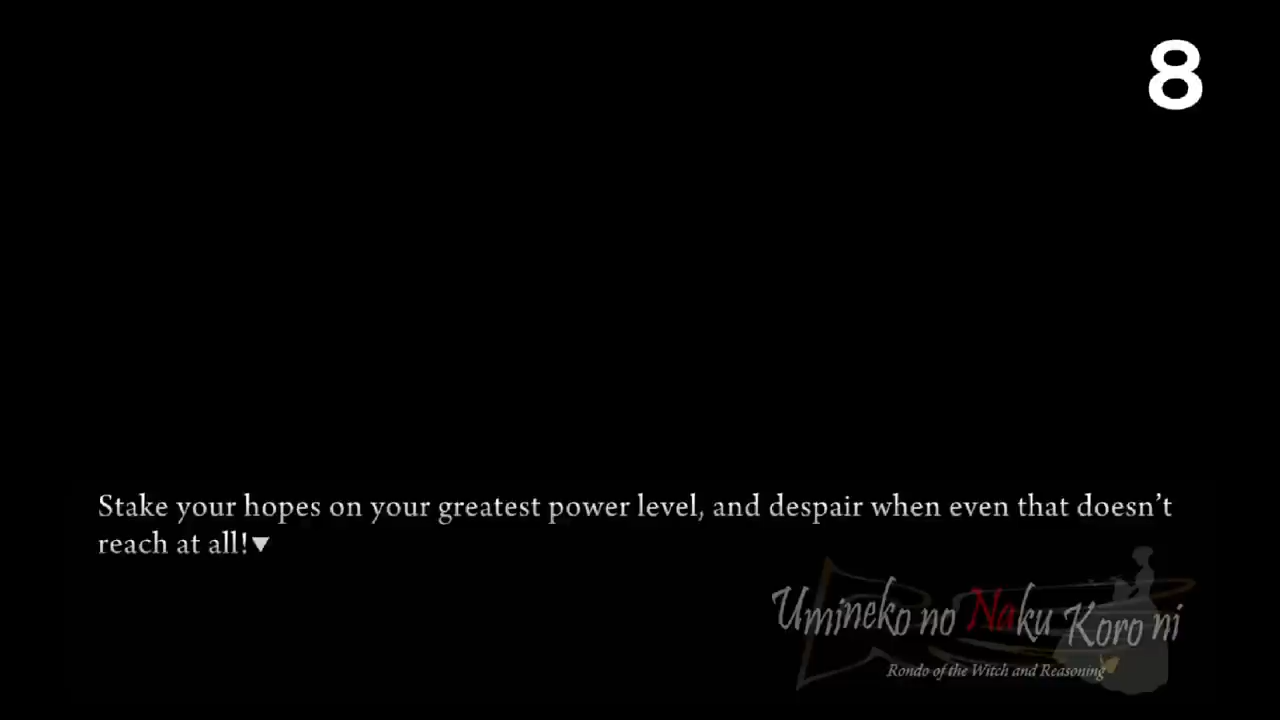 8
Stake your hopes on your greatest power level, and despair when even that doesn’t
reach at all!▼
Umineko no Naku Koro ni
Rondo of the Witch and Reasoning